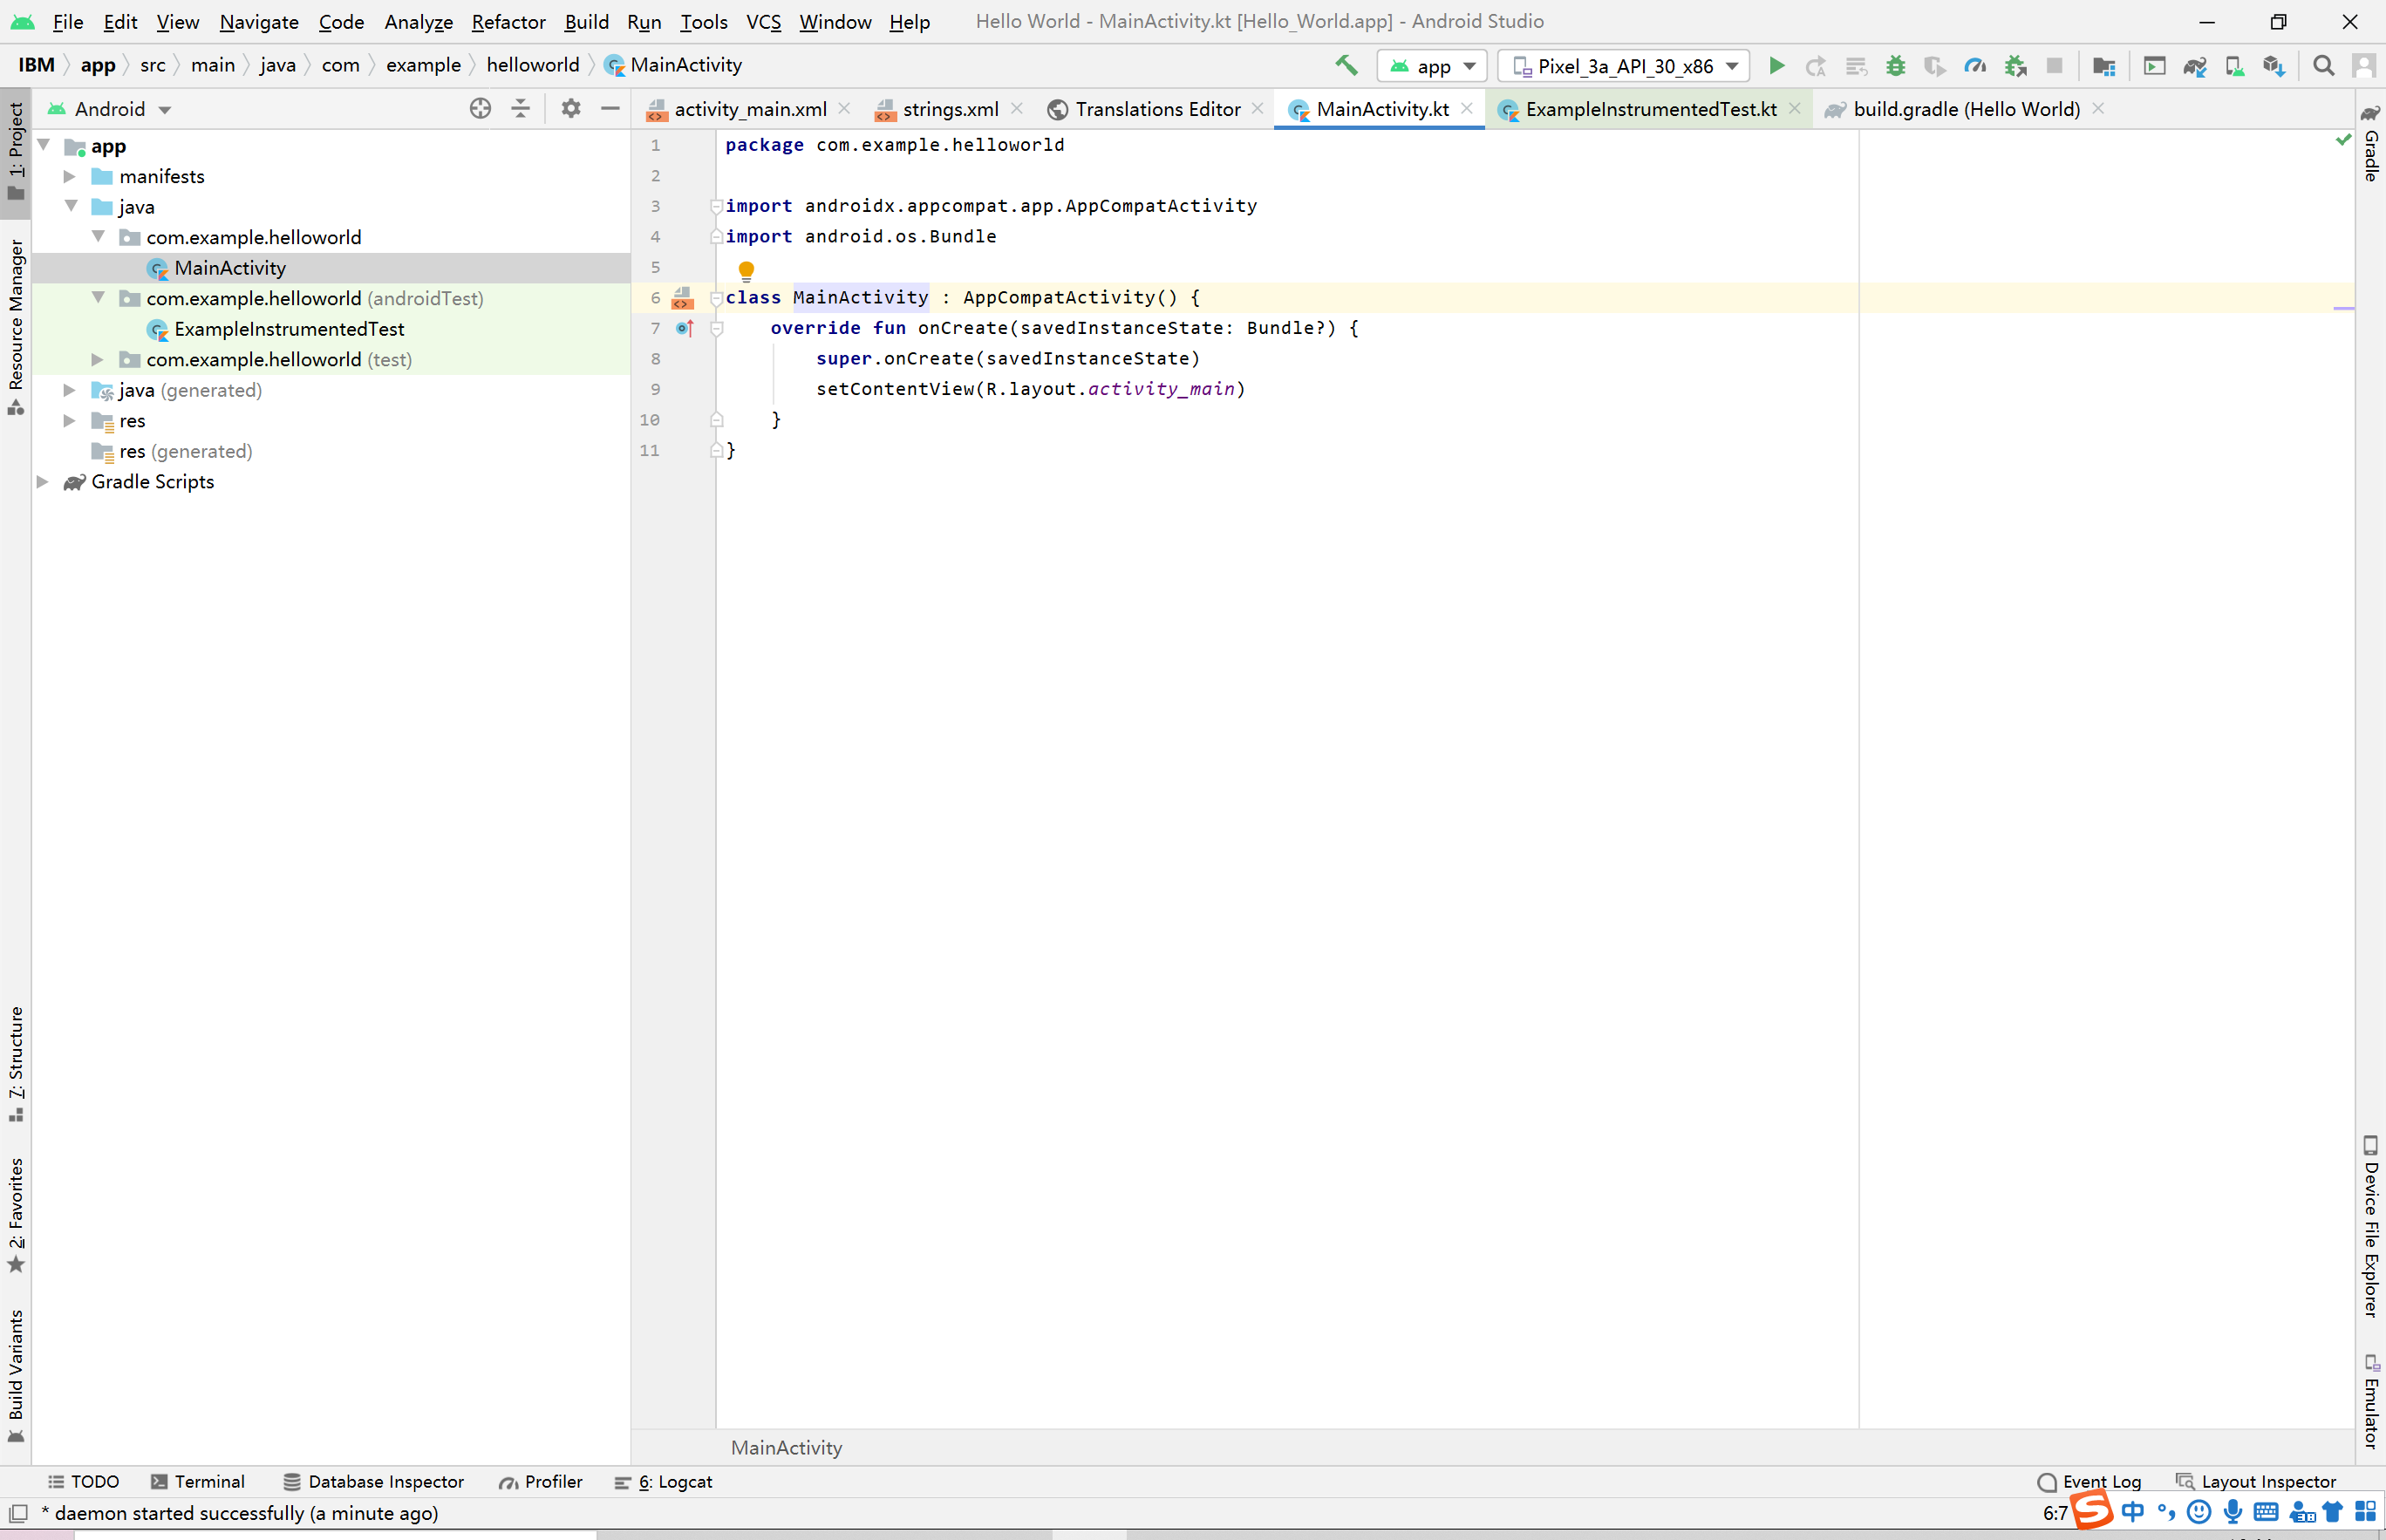 File Edit View Navigate Code Analyze Refactor Build Run Tools VCS Window Help Hello World - MainActivity.kt [Hello_World.app] - Android Studio
IBM app src main java com example helloworld MainActivity app Pixel_3a_API_30_x86
Android
activity_main.xml strings.xml Translations Editor MainActivity.kt ExampleInstrumentedTest.kt build.gradle (Hello World)
1: Project
Resource Manager
7: Structure
2: Favorites
Build Variants
app
manifests
java
com.example.helloworld
MainActivity
com.example.helloworld (androidTest)
ExampleInstrumentedTest
com.example.helloworld (test)
java (generated)
res
res (generated)
Gradle Scripts
1 package com.example.helloworld
2
3 import androidx.appcompat.app.AppCompatActivity
4 import android.os.Bundle
5
6 class MainActivity : AppCompatActivity() {
7 override fun onCreate(savedInstanceState: Bundle?) {
8 super.onCreate(savedInstanceState)
9 setContentView(R.layout.activity_main)
10 }
11 }
MainActivity
Gradle
Device File Explorer
Emulator
TODO Terminal Database Inspector Profiler 6: Logcat Event Log Layout Inspector
* daemon started successfully (a minute ago) 6:7 中